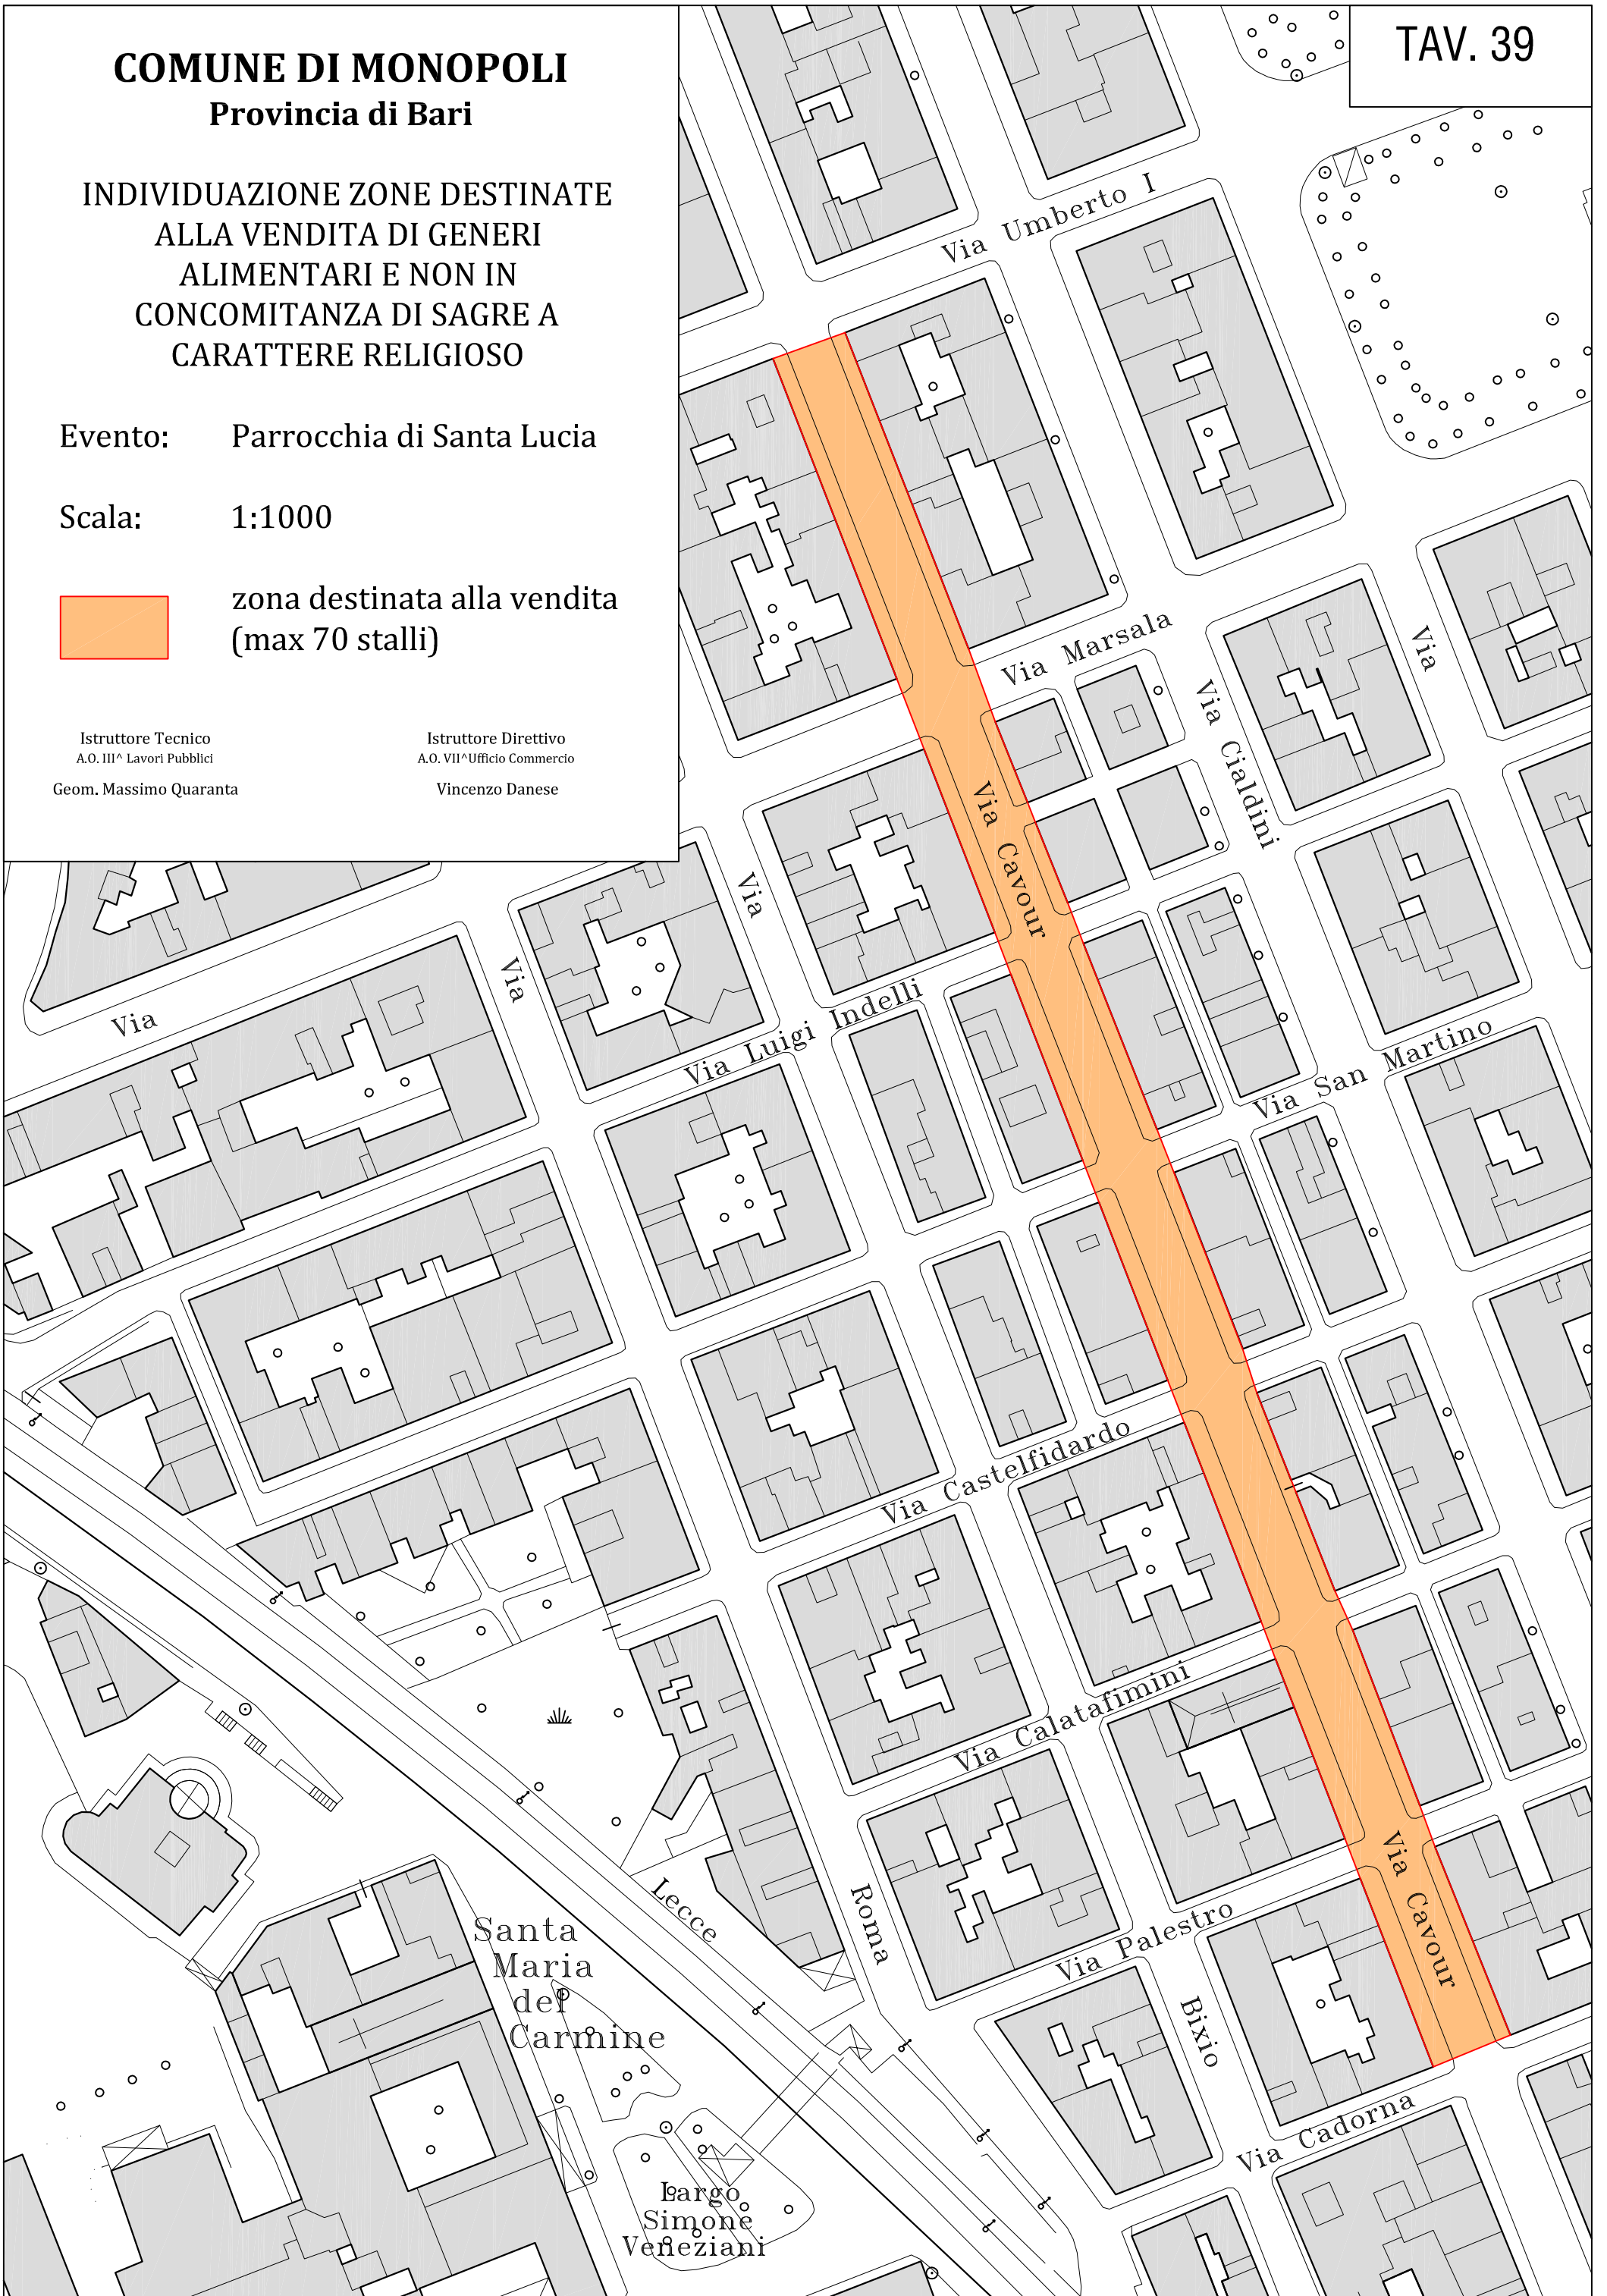 COMUNE DI MONOPOLI
Provincia di Bari
INDIVIDUAZIONE ZONE DESTINATE
ALLA VENDITA DI GENERI
ALIMENTARI E NON IN
CONCOMITANZA DI SAGRE A
CARATTERE RELIGIOSO
Evento: Parrocchia di Santa Lucia
Scala: 1:1000
zona destinata alla vendita
(max 70 stalli)
Istruttore Tecnico
A.O. III^ Lavori Pubblici
Geom. Massimo Quaranta
Istruttore Direttivo
A.O. VII^Ufficio Commercio
Vincenzo Danese
TAV. 39
Via Umberto I
Via Marsala
Via
Via Cialdini
Via Cavour
Via
Via
Via
Via Luigi Indelli
Via San Martino
Via Castelfidardo
Via Calatafimini
Via Cavour
Lecce
Roma
Via Palestro
Santa
Maria
del
Carmine
Bixio
Via Cadorna
Largo
Simone
Veneziani